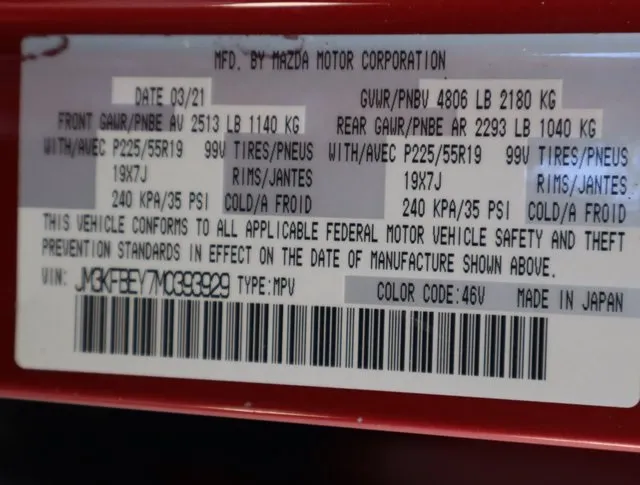 MFD. BY MAZDA MOTOR CORPORATION
DATE 03/21 GVWR/PNBV 4806 LB 2180 KG
FRONT GAWR/PNBE AV 2513 LB 1140 KG REAR GAWR/PNBE AR 2293 LB 1040 KG
WITH/AVEC P225/55R19 99V TIRES/PNEUS WITH/AVEC P225/55R19 99V TIRES/PNEUS
19X7J RIMS/JANTES 19X7J RIMS/JANTES
240 KPA/35 PSI COLD/A FROID 240 KPA/35 PSI COLD/A FROID
THIS VEHICLE CONFORMS TO ALL APPLICABLE FEDERAL MOTOR VEHICLE SAFETY AND THEFT
PREVENTION STANDARDS IN EFFECT ON THE DATE OF MANUFACTURE SHOWN ABOVE.
VIN: JM3KFBEY7M0393929 TYPE:MPV COLOR CODE:46V MADE IN JAPAN